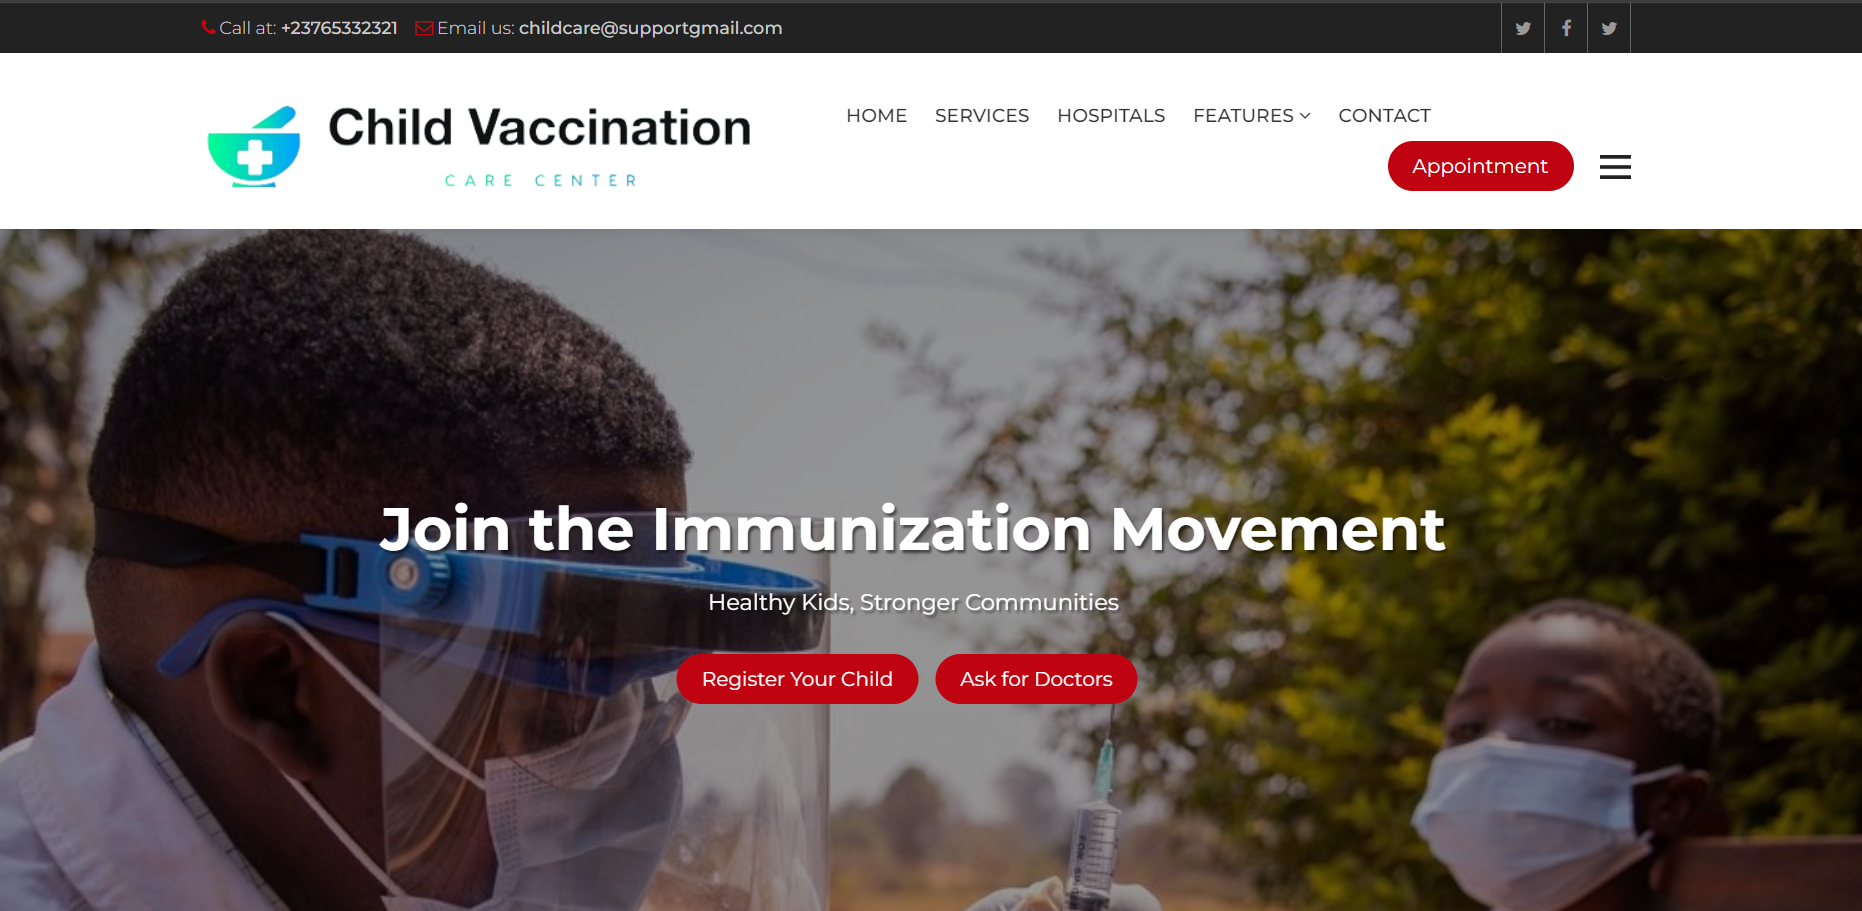 Call at: +23765332321 Email us: childcare@supportgmail.com
Child Vaccination
CARE CENTER
HOME SERVICES HOSPITALS FEATURES CONTACT
Appointment
Join the Immunization Movement
Healthy Kids, Stronger Communities
Register Your Child Ask for Doctors